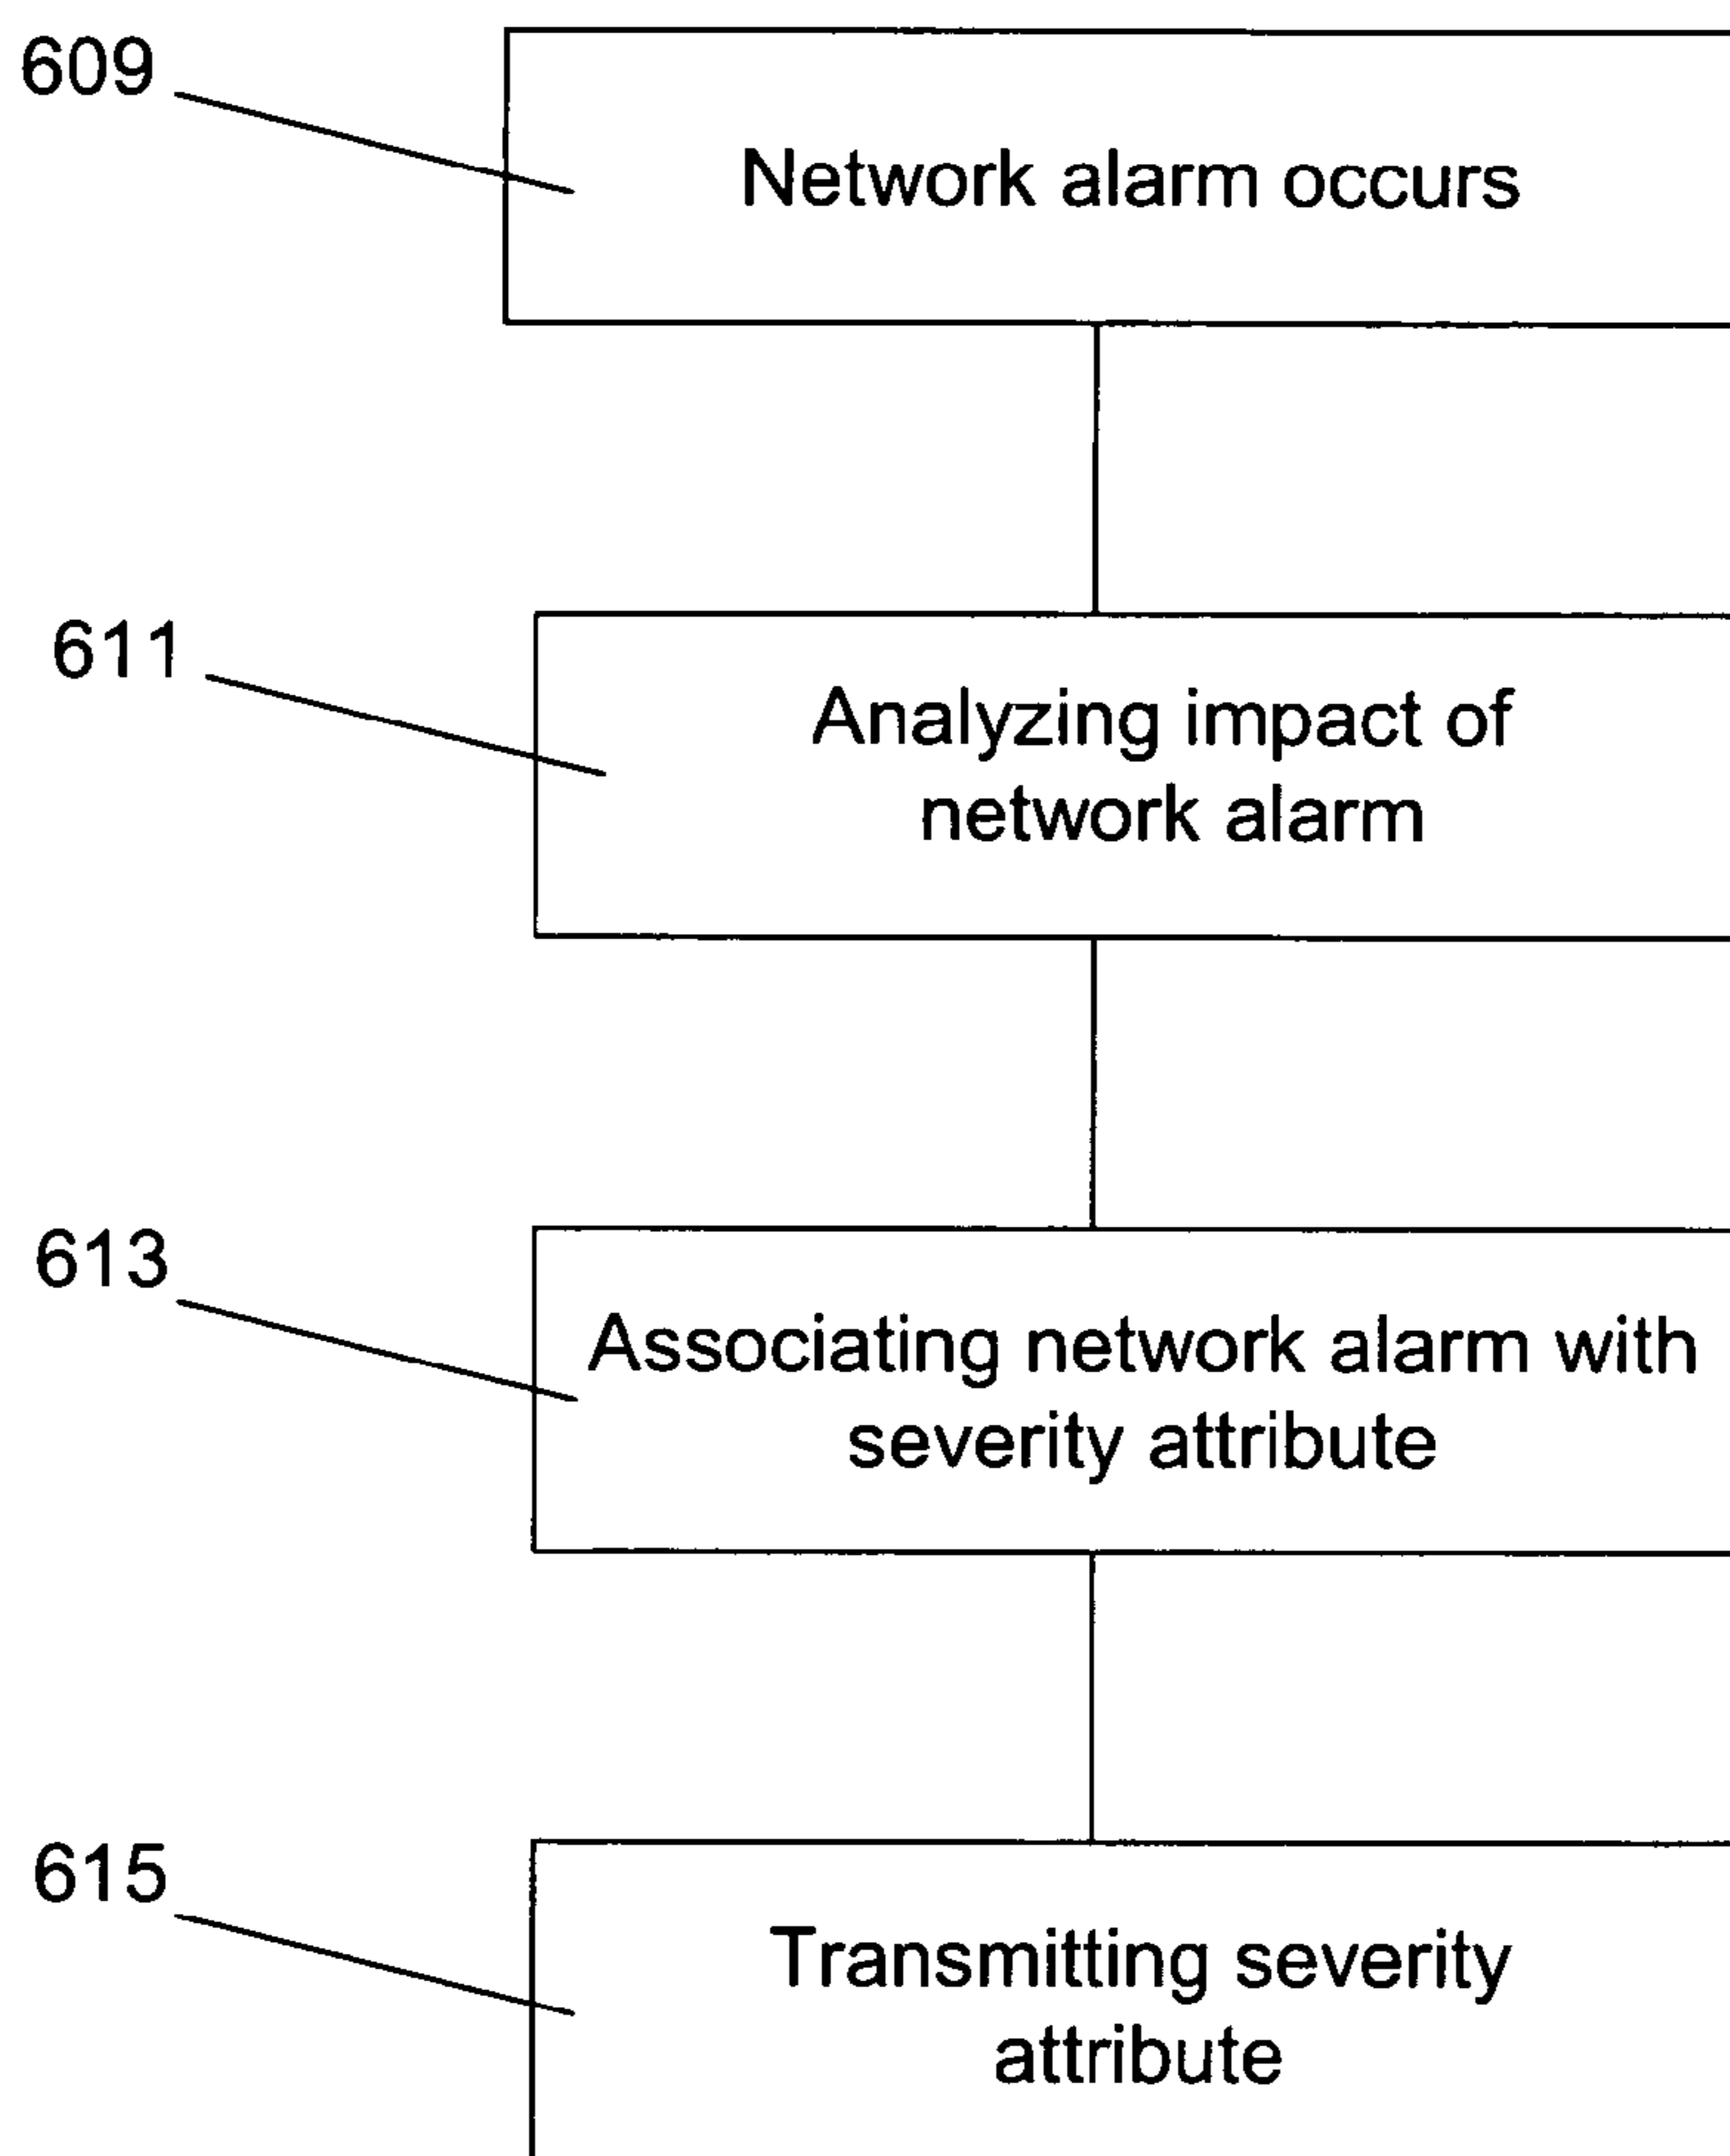 609
Network alarm occurs
611
Analyzing impact of
network alarm
613
Associating network alarm with
severity attribute
615
Transmitting severity
attribute